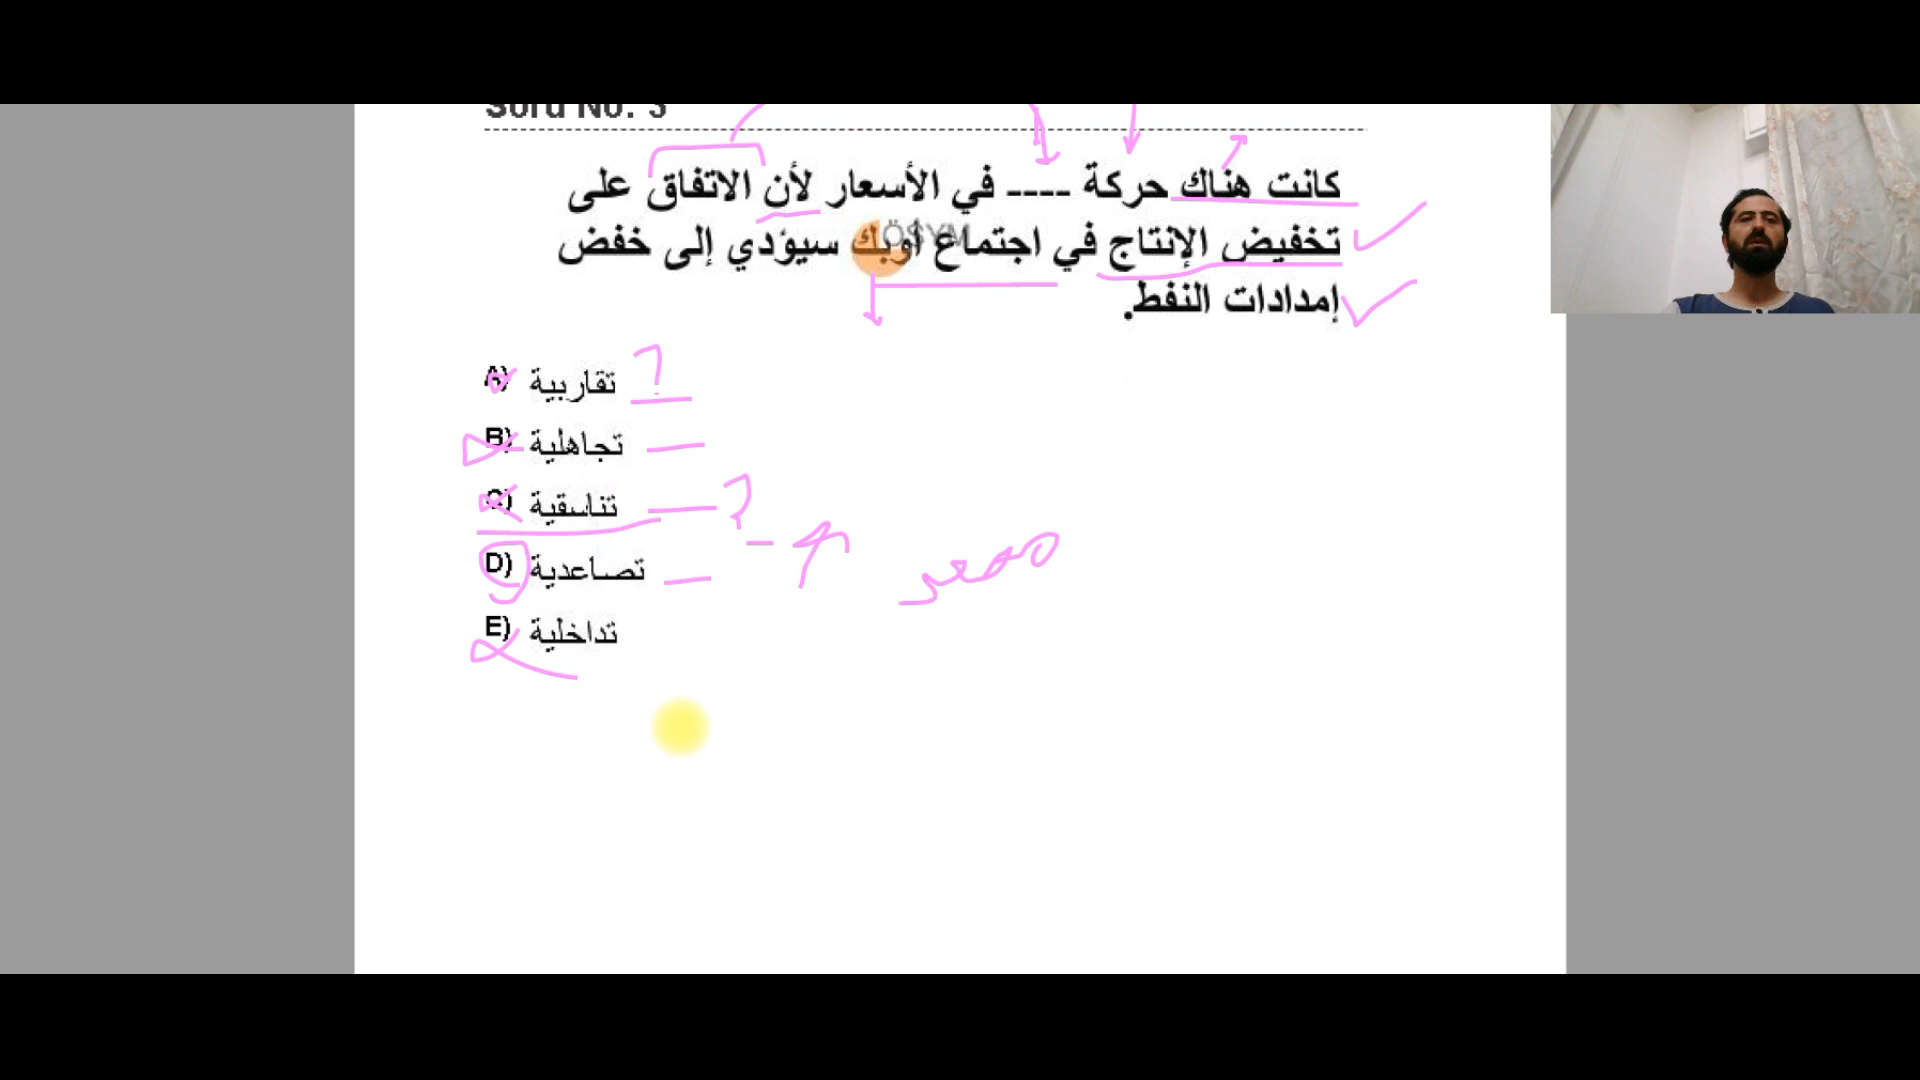 Soru No: 3
كانت هناك حركة ---- في الأسعار لأن الاتفاق على
تخفيض الإنتاج في اجتماع أوبك سيؤدي إلى خفض
إمدادات النفط.
ÖSYM
A) تقاربية ?
B) تجاهلية
C) تناسقية ?
D) تصاعدية
E) تداخلية